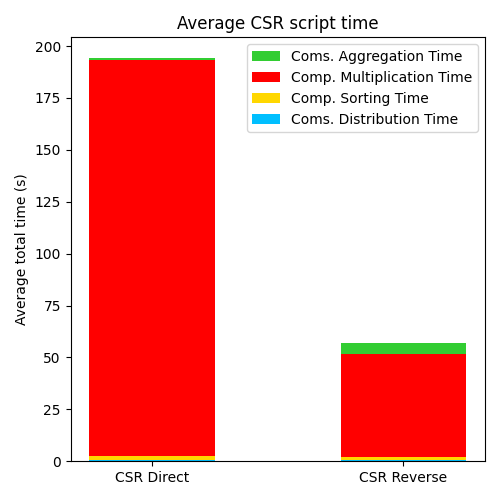 Average CSR script time
Coms. Aggregation Time
Comp. Multiplication Time
Comp. Sorting Time
Coms. Distribution Time
Average total time (s)
200
175
150
125
100
75
50
25
0
CSR Direct
CSR Reverse